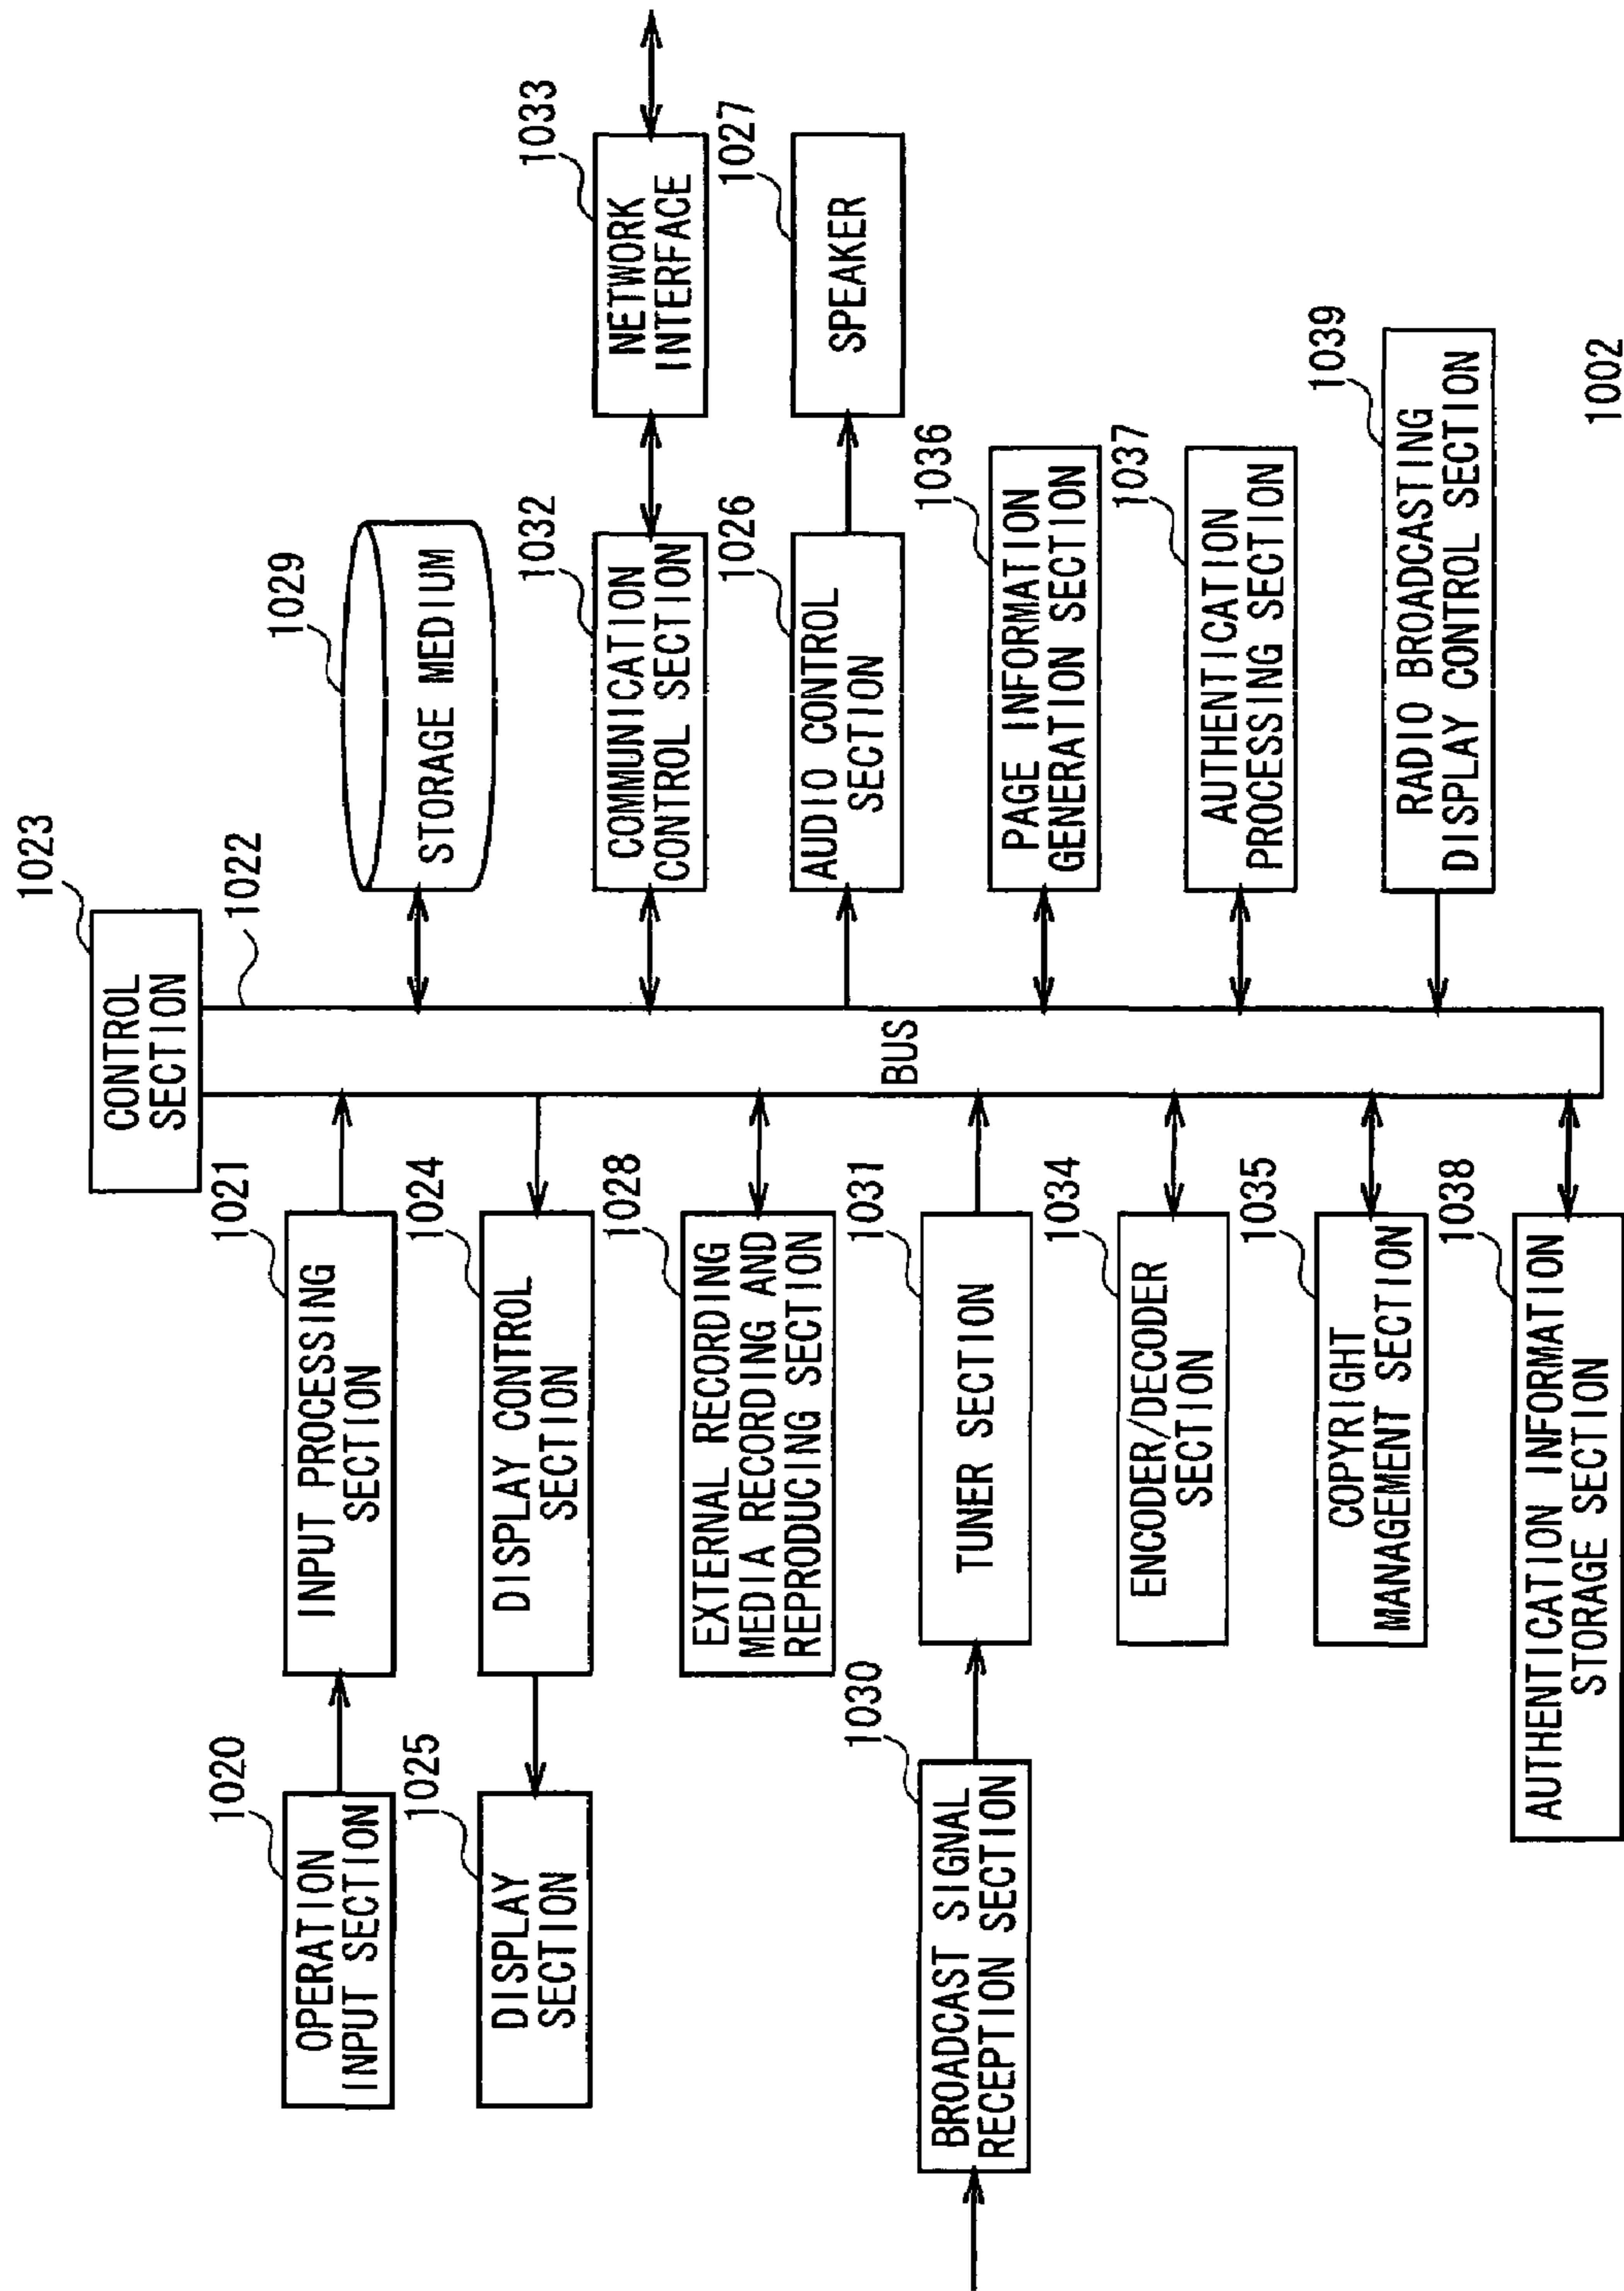 1023
CONTROL
SECTION
1022
BUS
1020
OPERATION
INPUT SECTION
1021
INPUT PROCESSING
SECTION
1025
DISPLAY
SECTION
1024
DISPLAY CONTROL
SECTION
1028
EXTERNAL RECORDING
MEDIA RECORDING AND
REPRODUCING SECTION
1030
BROADCAST SIGNAL
RECEPTION SECTION
1031
TUNER SECTION
1034
ENCODER/DECODER
SECTION
1035
COPYRIGHT
MANAGEMENT SECTION
1038
AUTHENTICATION INFORMATION
STORAGE SECTION
1029
STORAGE MEDIUM
1032
COMMUNICATION
CONTROL SECTION
1033
NETWORK
INTERFACE
1026
AUDIO CONTROL
SECTION
1027
SPEAKER
1036
PAGE INFORMATION
GENERATION SECTION
1037
AUTHENTICATION
PROCESSING SECTION
1039
RADIO BROADCASTING
DISPLAY CONTROL SECTION
1002